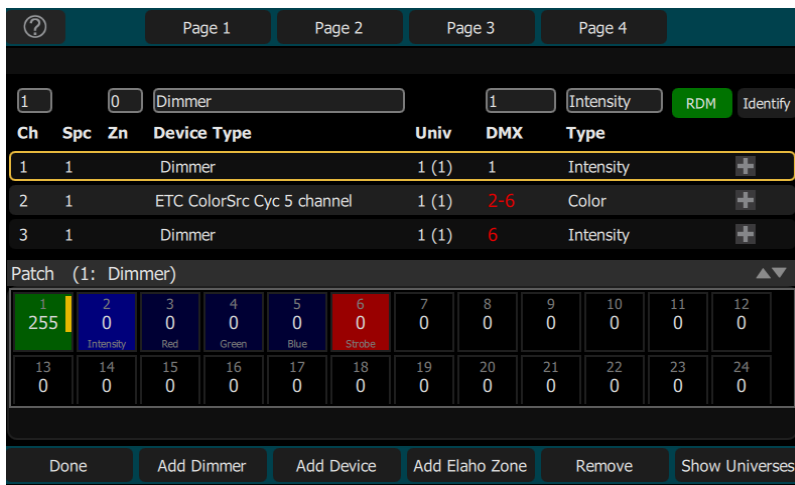 ? Page 1 Page 2 Page 3 Page 4
1 0 Dimmer 1 Intensity RDM Identify
Ch Spc Zn Device Type Univ DMX Type
1 1 Dimmer 1 (1) 1 Intensity
2 1 ETC ColorSrc Cyc 5 channel 1 (1) 2-6 Color
3 1 Dimmer 1 (1) 6 Intensity
Patch (1: Dimmer)
1 2 3 4 5 6 7 8 9 10 11 12
255 0 0 0 0 0 0 0 0 0 0 0
Intensity Red Green Blue Strobe
13 14 15 16 17 18 19 20 21 22 23 24
0 0 0 0 0 0 0 0 0 0 0 0
Done Add Dimmer Add Device Add Elaho Zone Remove Show Universes